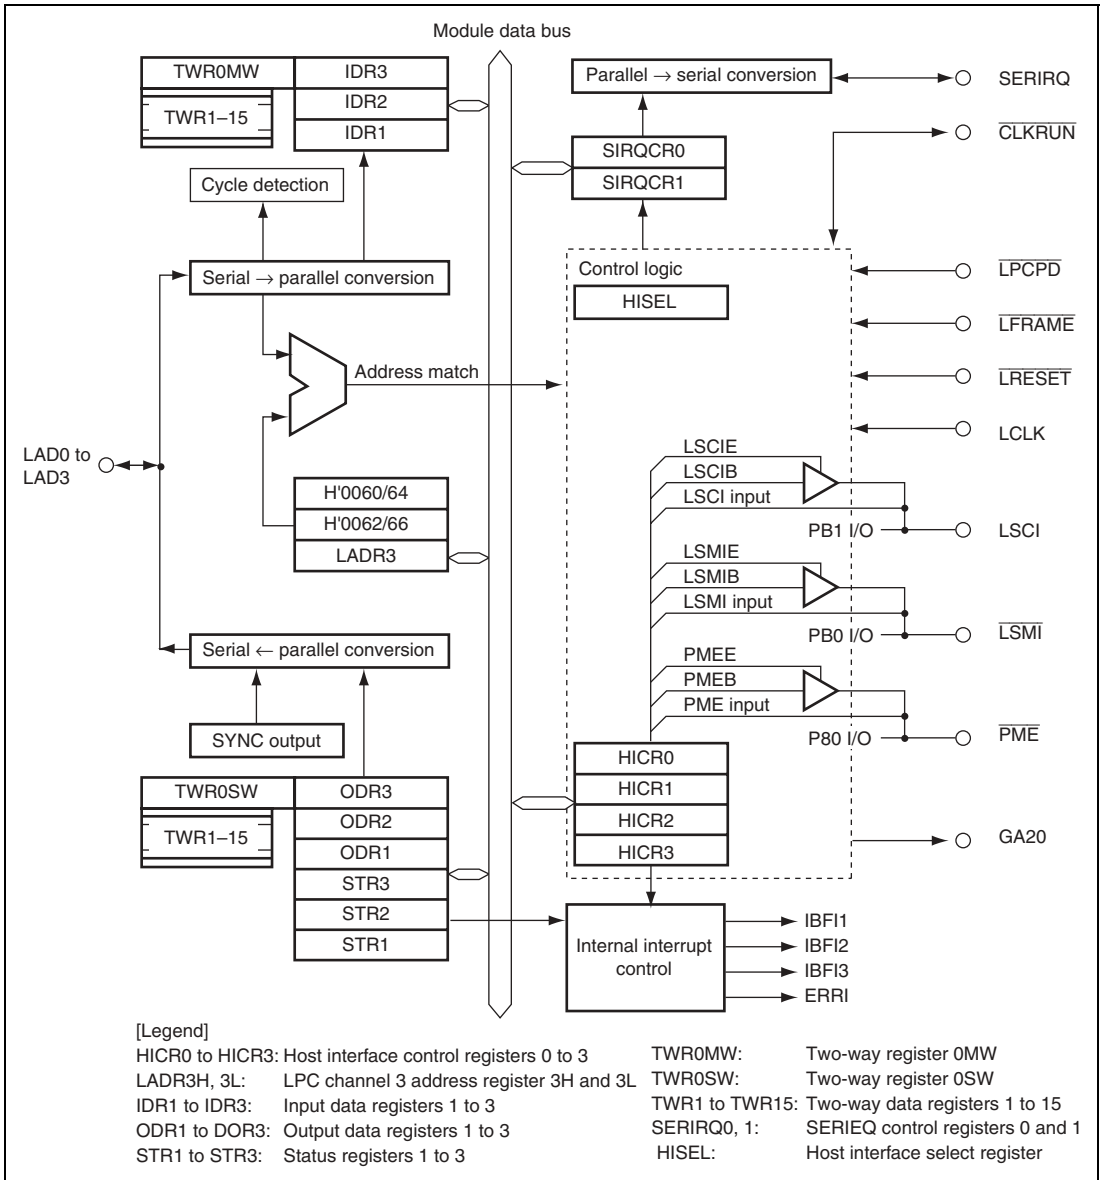 Module data bus
TWR0MW
IDR3
IDR2
IDR1
TWR1–15
Cycle detection
Serial → parallel conversion
Address match
LAD0 to
LAD3
H'0060/64
H'0062/66
LADR3
Serial ← parallel conversion
SYNC output
TWR0SW
ODR3
ODR2
ODR1
STR3
STR2
STR1
TWR1–15
Parallel → serial conversion
SERIRQ
CLKRUN
SIRQCR0
SIRQCR1
Control logic
HISEL
LPCPD
LFRAME
LRESET
LCLK
LSCIE
LSCIB
LSCI input
PB1 I/O
LSCI
LSMIE
LSMIB
LSMI input
PB0 I/O
LSMI
PMEE
PMEB
PME input
P80 I/O
PME
HICR0
HICR1
HICR2
HICR3
GA20
Internal interrupt
control
IBFI1
IBFI2
IBFI3
ERRI
[Legend]
HICR0 to HICR3: Host interface control registers 0 to 3
LADR3H, 3L: LPC channel 3 address register 3H and 3L
IDR1 to IDR3: Input data registers 1 to 3
ODR1 to DOR3: Output data registers 1 to 3
STR1 to STR3: Status registers 1 to 3
TWR0MW: Two-way register 0MW
TWR0SW: Two-way register 0SW
TWR1 to TWR15: Two-way data registers 1 to 15
SERIRQ0, 1: SERIEQ control registers 0 and 1
HISEL: Host interface select register